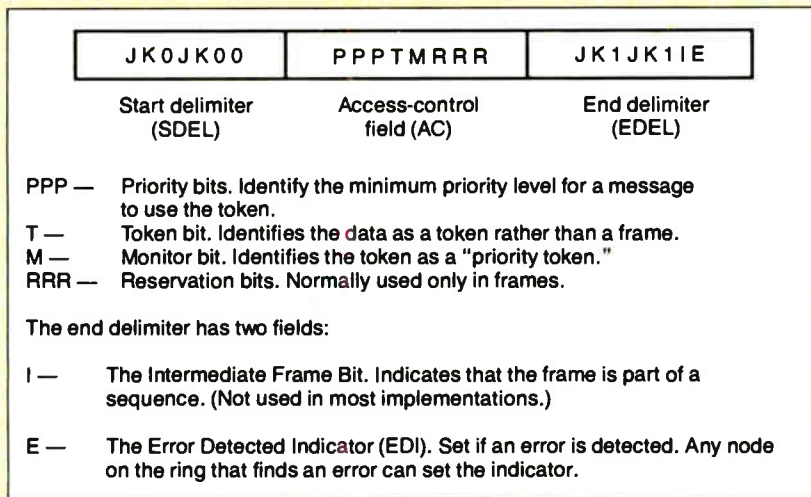 JK0JK00 PPPTMRRR JK1JK1IE
Start delimiter Access-control End delimiter
(SDEL) field (AC) (EDEL)
PPP — Priority bits. Identify the minimum priority level for a message
to use the token.
T — Token bit. Identifies the data as a token rather than a frame.
M — Monitor bit. Identifies the token as a "priority token."
RRR — Reservation bits. Normally used only in frames.
The end delimiter has two fields:
I — The Intermediate Frame Bit. Indicates that the frame is part of a
sequence. (Not used in most implementations.)
E — The Error Detected Indicator (EDI). Set if an error is detected. Any node
on the ring that finds an error can set the indicator.